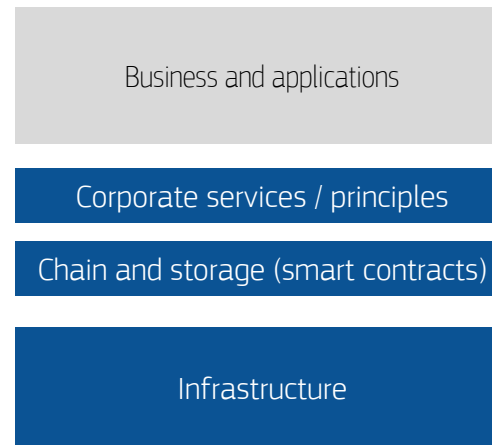 Business and applications
Corporate services / principles
Chain and storage (smart contracts)
Infrastructure